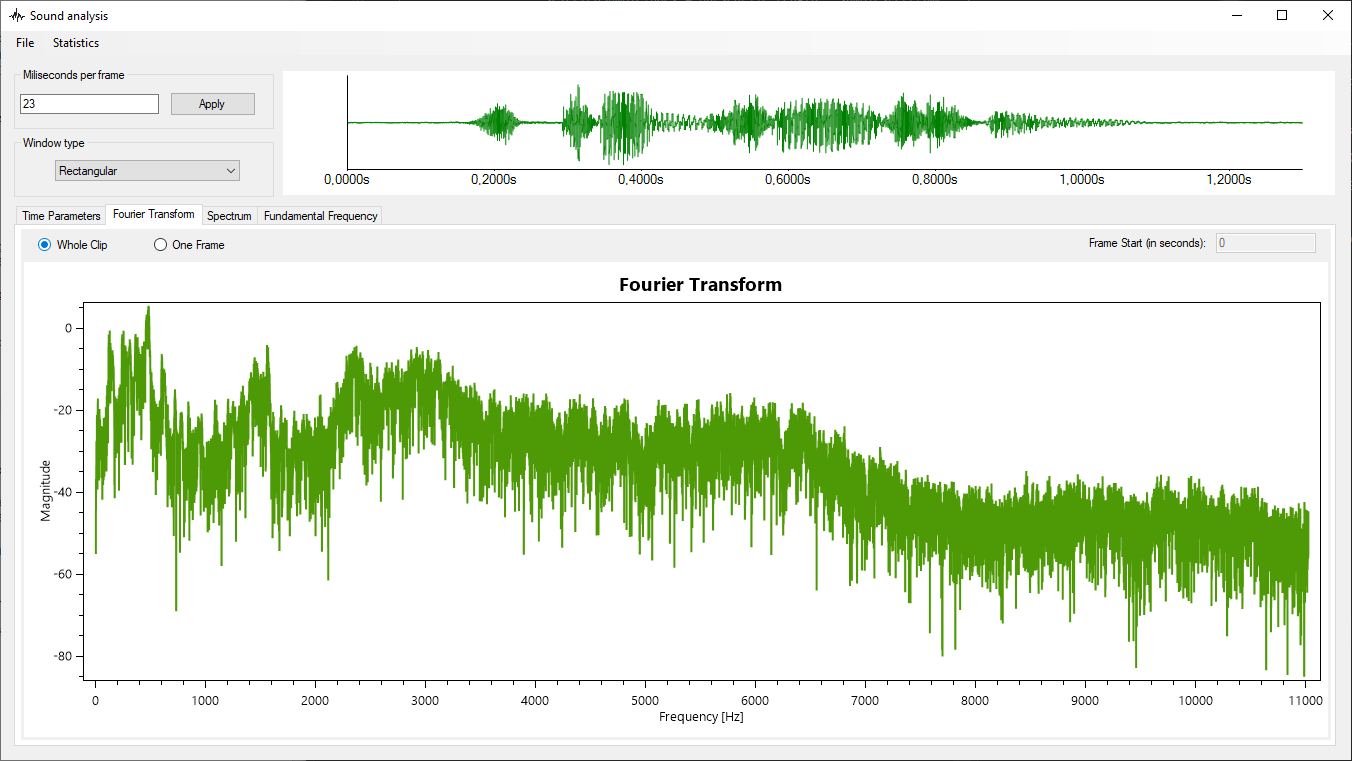 Sound analysis
File Statistics
Miliseconds per frame
23 Apply
Window type
Rectangular
0,0000s 0,2000s 0,4000s 0,6000s 0,8000s 1,0000s 1,2000s
Time Parameters Fourier Transform Spectrum Fundamental Frequency
Whole Clip One Frame Frame Start (in seconds): 0
Fourier Transform
Magnitude
0
-20
-40
-60
-80
0 1000 2000 3000 4000 5000 6000 7000 8000 9000 10000 11000
Frequency [Hz]